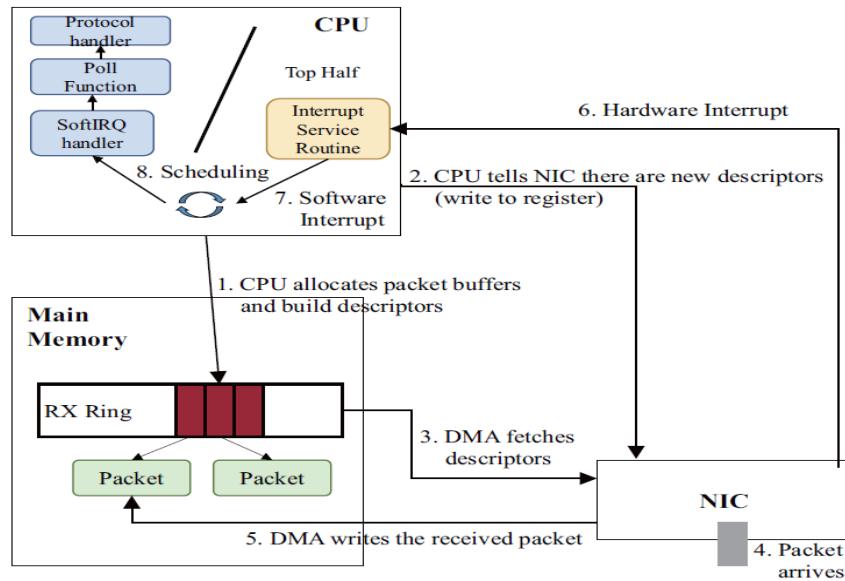 Protocol
handler
Poll
Function
SoftIRQ
handler
CPU
Top Half
Interrupt
Service
Routine
8. Scheduling
7. Software
Interrupt
6. Hardware Interrupt
2. CPU tells NIC there are new descriptors
(write to register)
1. CPU allocates packet buffers
and build descriptors
Main
Memory
RX Ring
Packet
Packet
3. DMA fetches
descriptors
NIC
5. DMA writes the received packet
4. Packet
arrives